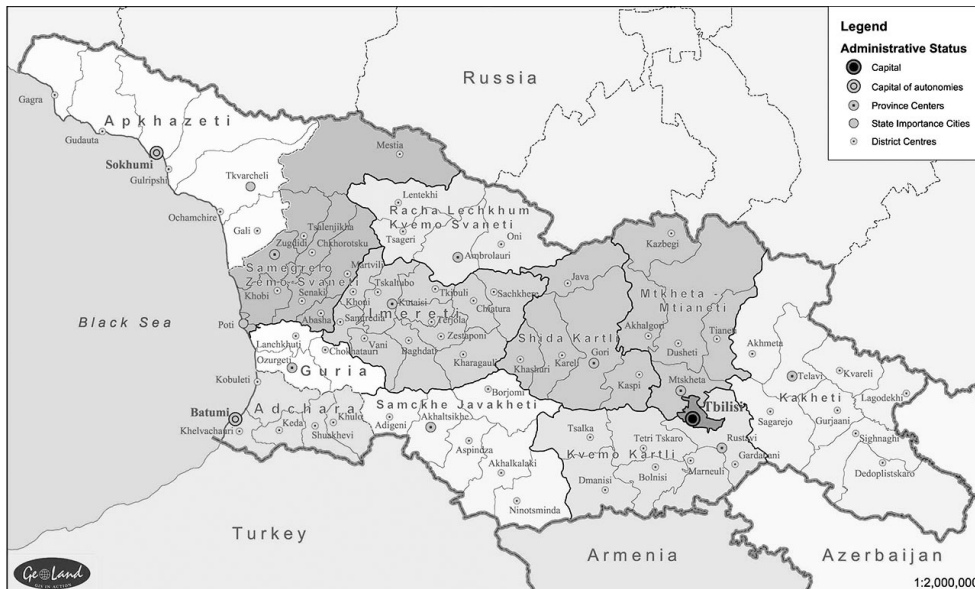 Legend
Administrative Status
Capital
Capital of autonomies
Province Centers
State Importance Cities
District Centres
Russia
Gagra
Apkhazeti
Gudauta
Sokhumi
Gulripshi
Tkvarcheli
Ochamchire
Gali
Mestia
Lentekhi
Racha Lechkhum
Kvemo Svaneti
Tsageri
Oni
Ambrolauri
Tsalenjikha
Zugdidi
Chkhorotsku
Samegrelo
Zemo-Svaneti
Martvili
Khobi
Senaki
Abasha
Poti
Khoni
Tskaltubo
Kutaisi
Tkibuli
Sachkhere
Chiatura
Samtredia
Imereti
Terjola
Vani
Zestaponi
Baghdati
Kharagauli
Java
Shida Kartli
Khashuri
Kareli
Gori
Kaspi
Kazbegi
Mtkheta -
Mtianeti
Akhalgori
Tianeti
Dusheti
Mtskheta
Tbilisi
Black Sea
Lanchkhuti
Chokhatauri
Ozurgeti
Guria
Kobuleti
Batumi
Adchara
Khelvachauri
Keda
Khulo
Shuakhevi
Borjomi
Samckhe Javakheti
Adigeni
Akhaltsikhe
Aspindza
Akhalkalaki
Ninotsminda
Tsalka
Tetri Tskaro
Rustavi
Kvemo Kartli
Gardabani
Marneuli
Bolnisi
Dmanisi
Akhmeta
Telavi
Kvareli
Kakheti
Lagodekhi
Sagarejo
Gurjaani
Sighnaghi
Dedoplistskaro
Turkey
Armenia
Azerbaijan
GeoLand
GIS IN ACTION
1:2,000,000